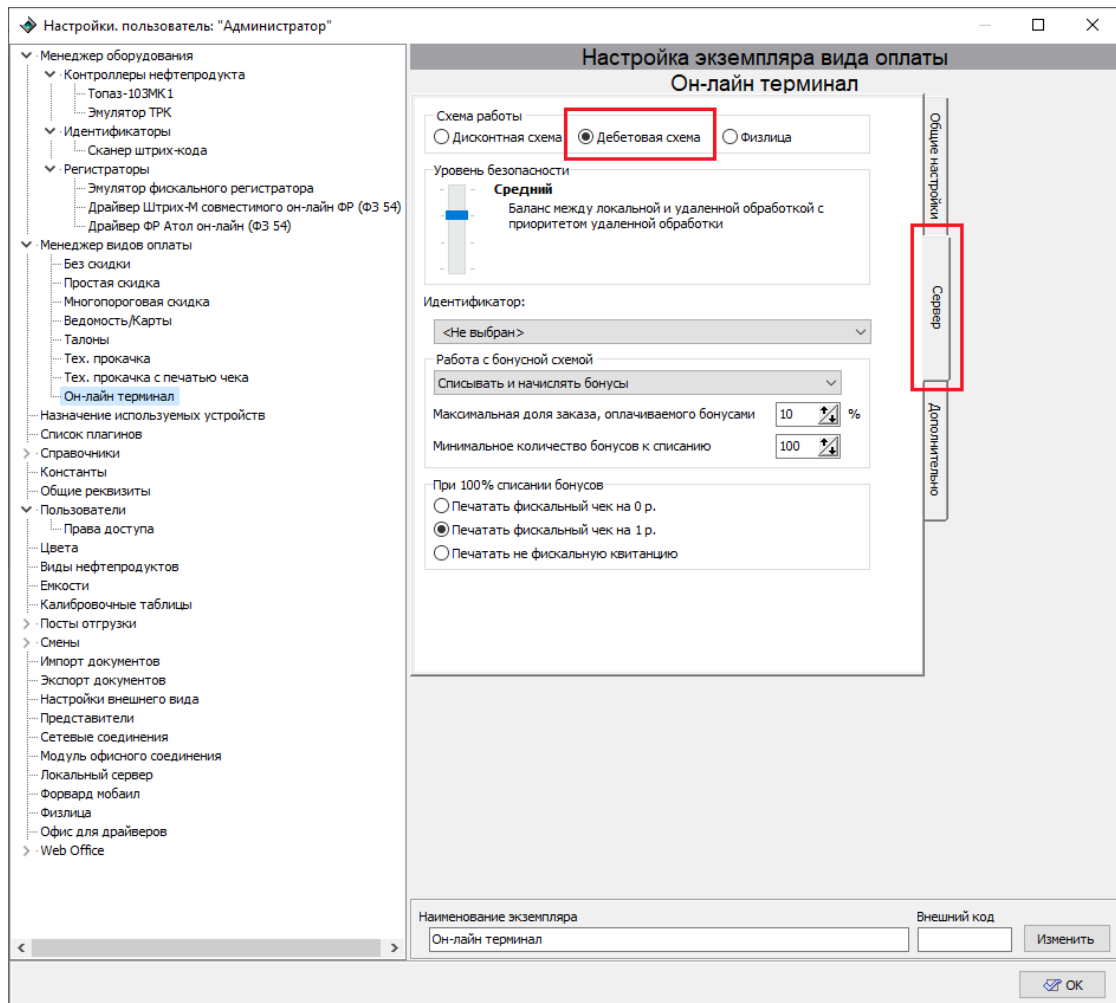 Настройки. пользователь: "Администратор"
Менеджер оборудования
Контроллеры нефтепродукта
Топаз-103МК1
Эмулятор ТРК
Идентификаторы
Сканер штрих-кода
Регистраторы
Эмулятор фискального регистратора
Драйвер Штрих-М совместимого он-лайн ФР (ФЗ 54)
Драйвер ФР Атол он-лайн (ФЗ 54)
Менеджер видов оплаты
Без скидки
Простая скидка
Многопороговая скидка
Ведомость/Карты
Талоны
Тех. прокачка
Тех. прокачка с печатью чека
Он-лайн терминал
Назначение используемых устройств
Список плагинов
Справочники
Константы
Общие реквизиты
Пользователи
Права доступа
Цвета
Виды нефтепродуктов
Емкости
Калибровочные таблицы
Посты отгрузки
Смены
Импорт документов
Экспорт документов
Настройки внешнего вида
Представители
Сетевые соединения
Модуль офисного соединения
Локальный сервер
Форвард мобаил
Физлица
Офис для драйверов
Web Office
Настройка экземпляра вида оплаты
Он-лайн терминал
Схема работы
Дисконтная схема Дебетовая схема Физлица
Уровень безопасности
Средний
Баланс между локальной и удаленной обработкой с
приоритетом удаленной обработки
Идентификатор:
<Не выбран>
Работа с бонусной схемой
Списывать и начислять бонусы
Максимальная доля заказа, оплачиваемого бонусами 10 %
Минимальное количество бонусов к списанию 100
При 100% списании бонусов
Печатать фискальный чек на 0 р.
Печатать фискальный чек на 1 р.
Печатать не фискальную квитанцию
Общие настройки
Сервер
Дополнительно
Наименование экземпляра Внешний код
Он-лайн терминал Изменить
OK